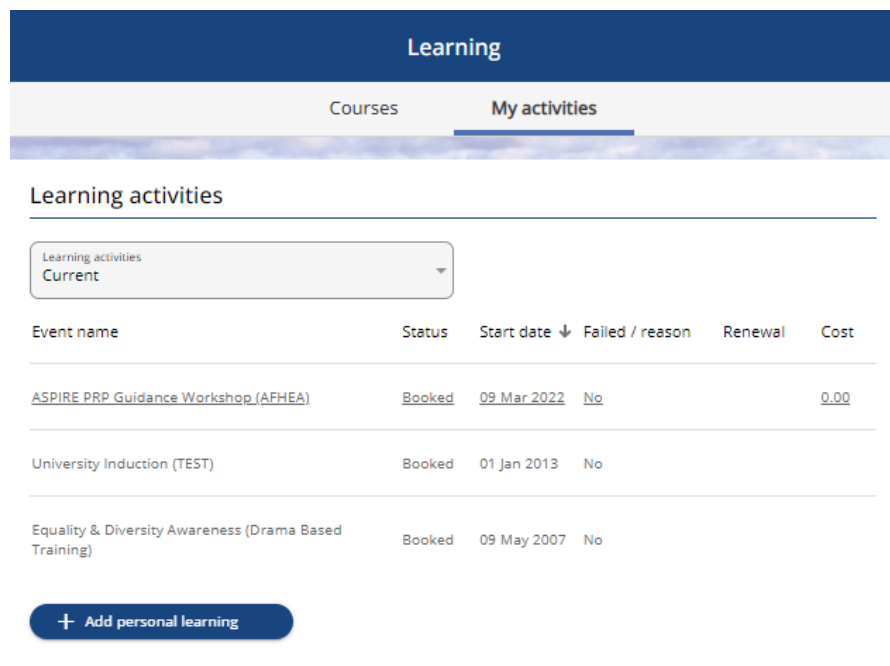 Learning
Courses My activities
Learning activities
Learning activities
Current
Event name Status Start date Failed / reason Renewal Cost
ASPIRE PRP Guidance Workshop (AFHEA) Booked 09 Mar 2022 No 0.00
University Induction (TEST) Booked 01 Jan 2013 No
Equality & Diversity Awareness (Drama Based
Training) Booked 09 May 2007 No
+ Add personal learning